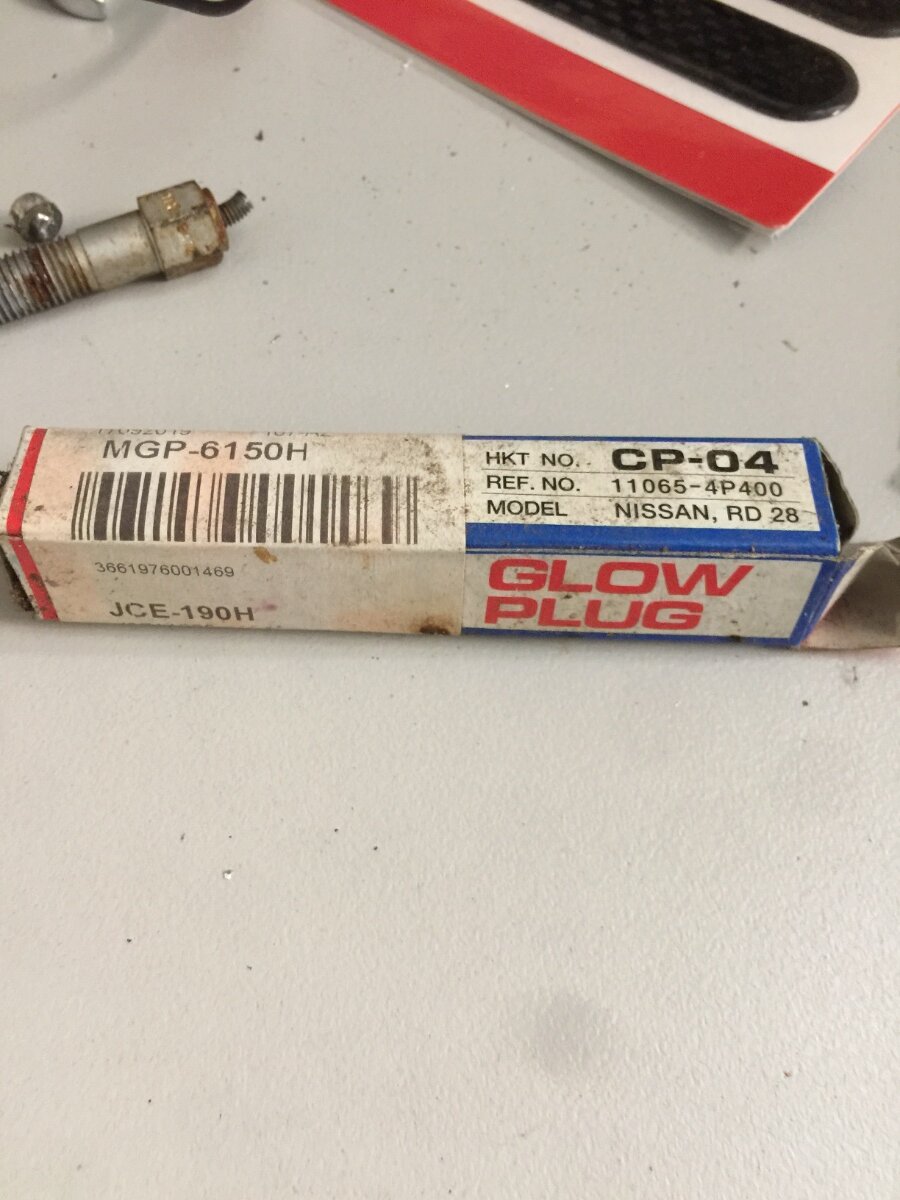 MGP-6150H
3661976001469
JCE-190H
HKT NO. CP-04
REF. NO. 11065-4P400
MODEL NISSAN, RD 28
GLOW
PLUG